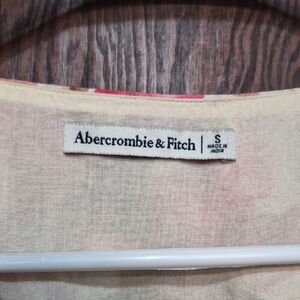 Abercrombie & Fitch
S
MADE IN
INDIA